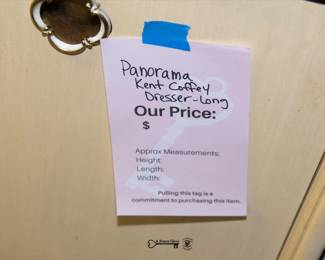 Panorama
Kent Coffey
Dresser-Long
Our Price:
$
Approx Measurements:
Height:
Length:
Width:
Pulling this tag is a
commitment to purchasing this item.